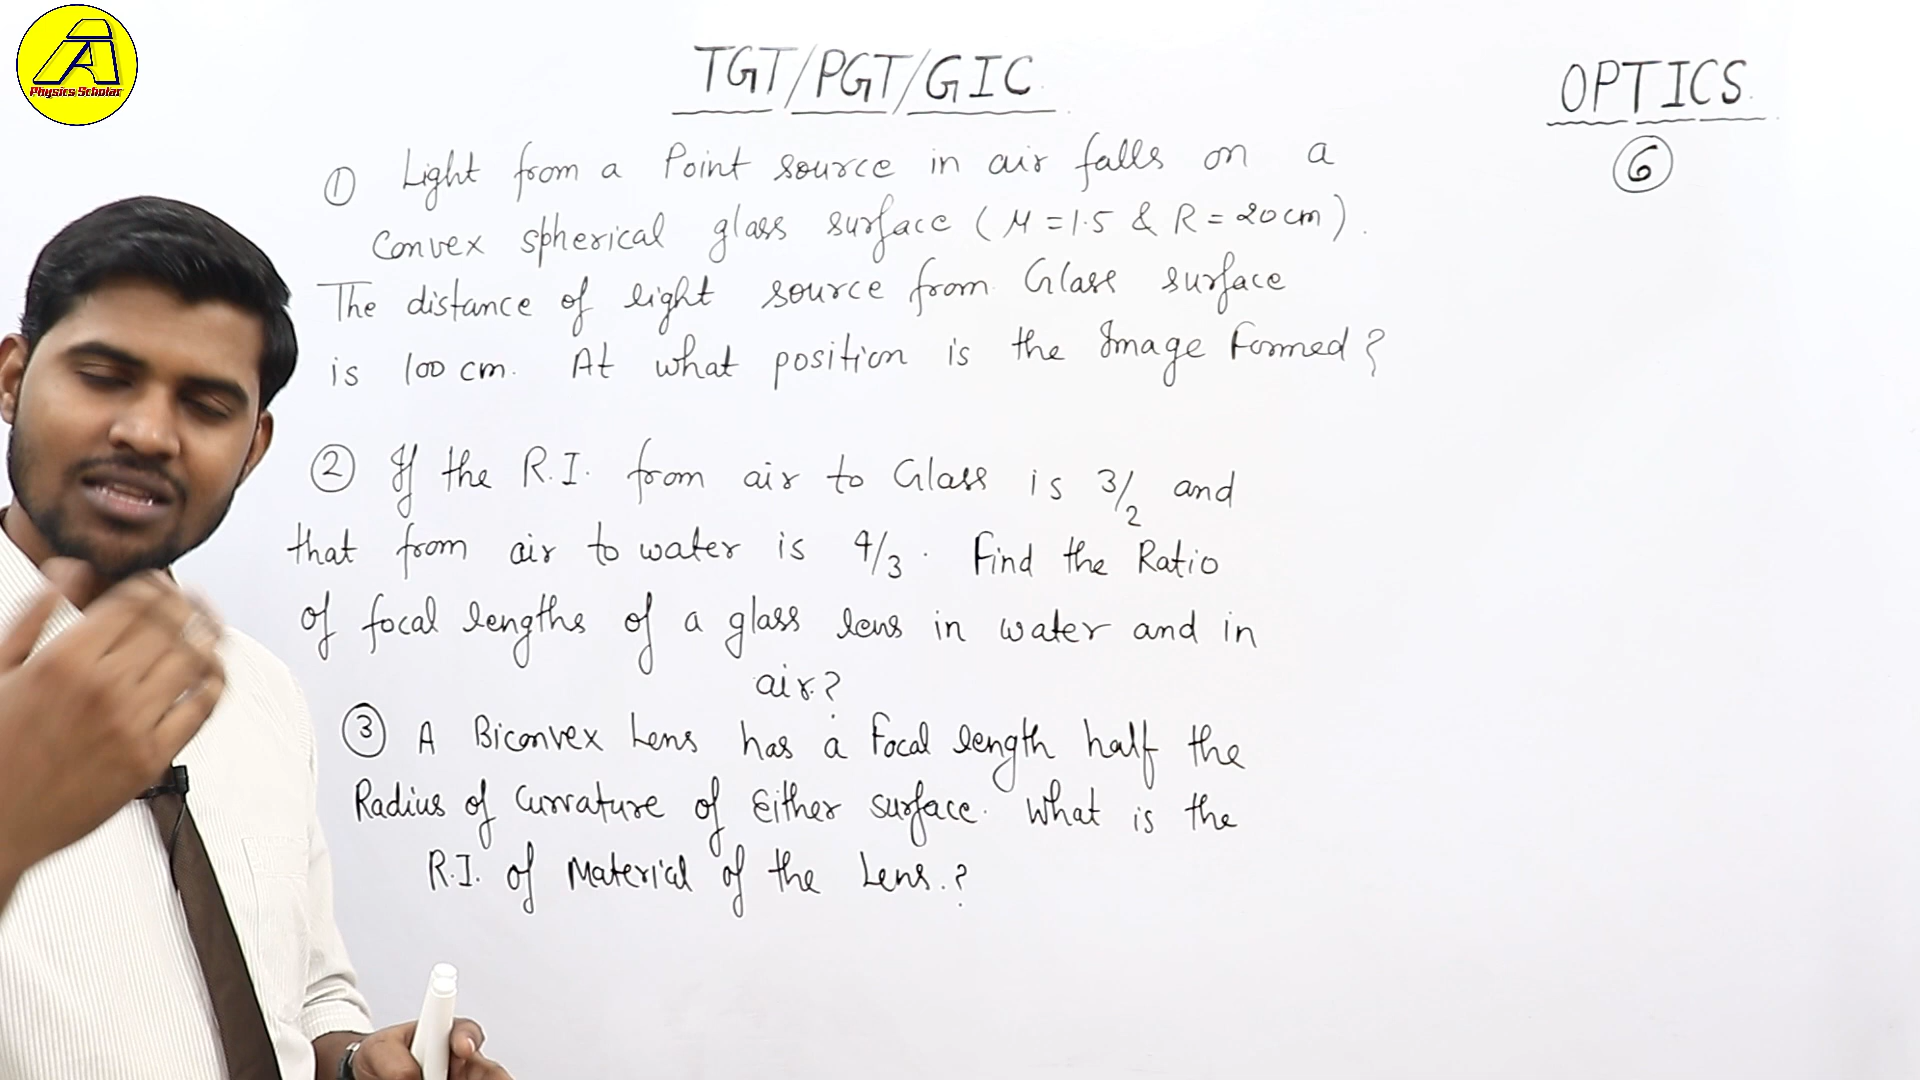 A
Physics Scholar
TGT/PGT/GIC.
OPTICS.
⑥
① Light from a Point source in air falls on a
Convex spherical glass surface (μ = 1.5 & R = 20cm).
The distance of light source from Glass surface
is 100 cm. At what position is the Image Formed?
② If the R.I. from air to Glass is 3/2 and
that from air to water is 4/3. Find the Ratio
of focal lengths of a glass lens in water and in
air.?
③ A Biconvex Lens has a Focal length half the
Radius of Curvature of Either surface. What is the
R.I. of Material of the Lens.?